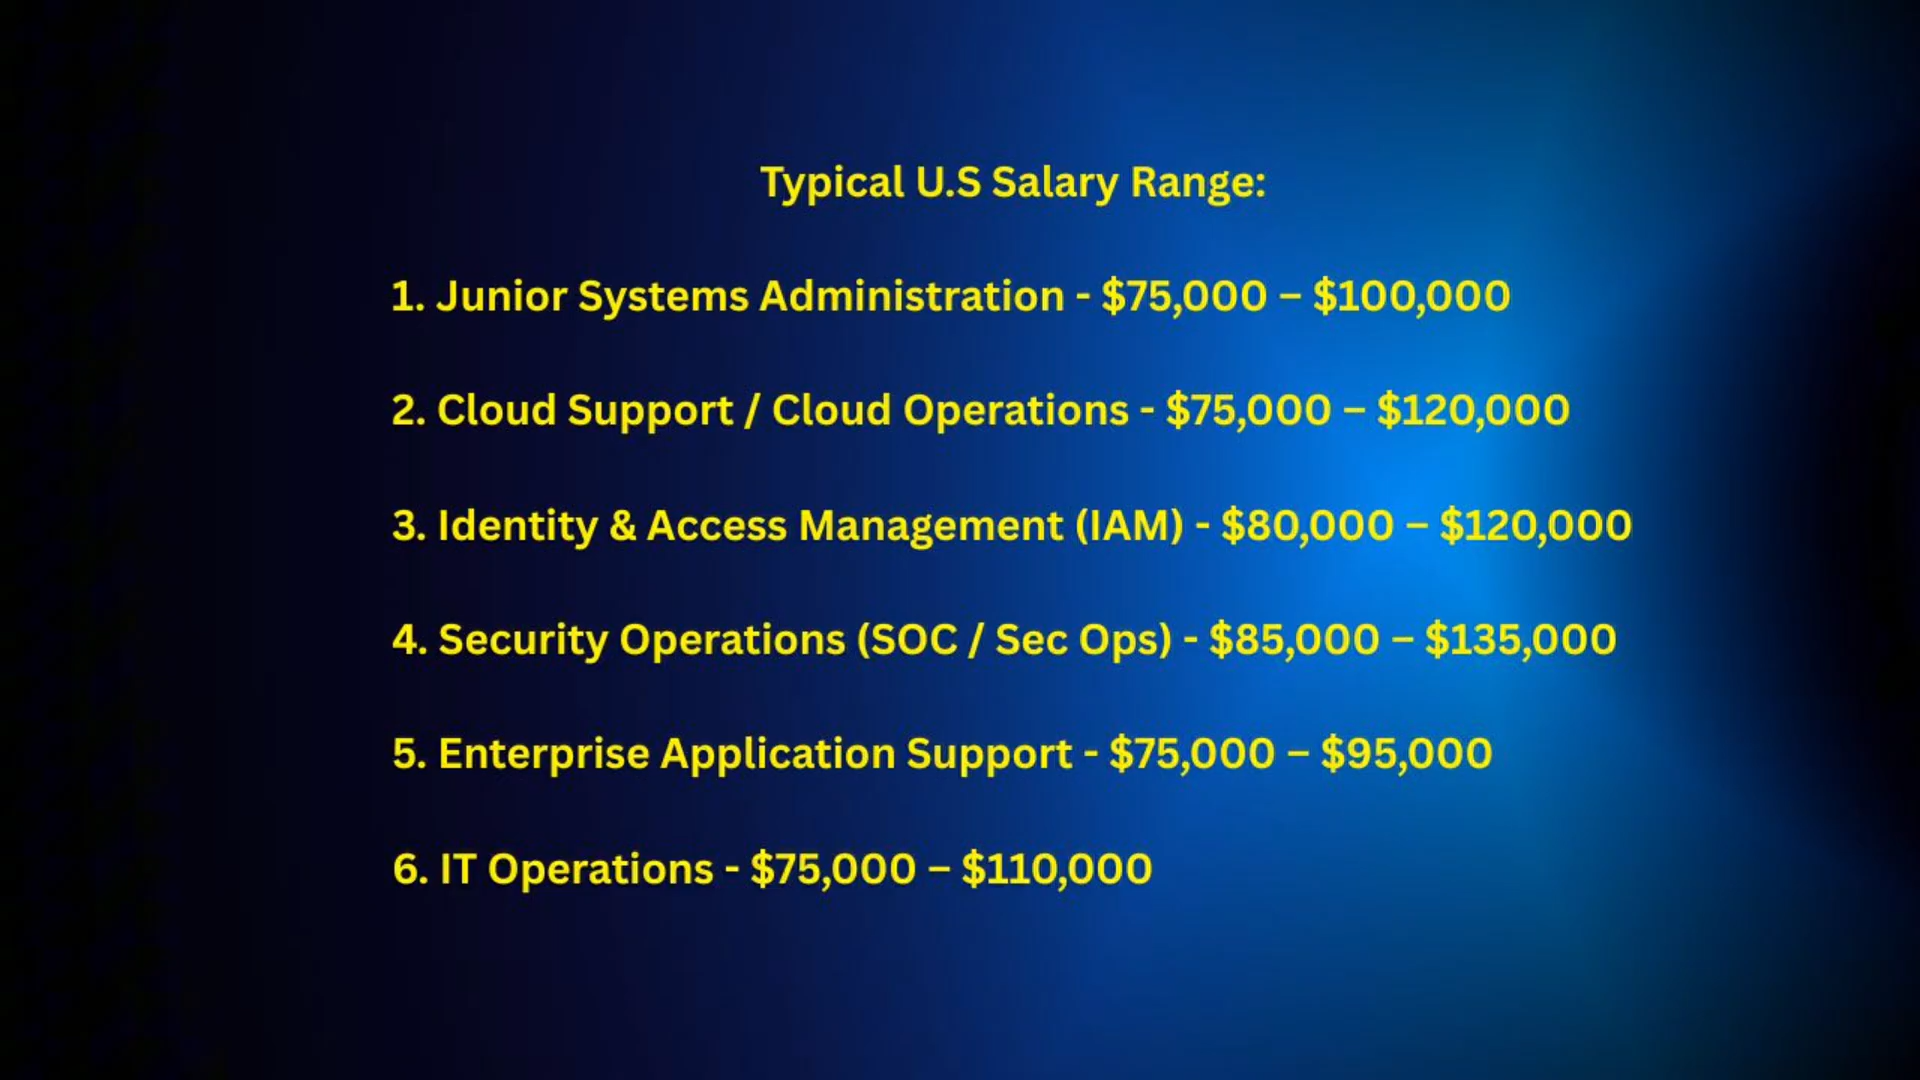 Typical U.S Salary Range:
1. Junior Systems Administration - $75,000 – $100,000
2. Cloud Support / Cloud Operations - $75,000 – $120,000
3. Identity & Access Management (IAM) - $80,000 – $120,000
4. Security Operations (SOC / Sec Ops) - $85,000 – $135,000
5. Enterprise Application Support - $75,000 – $95,000
6. IT Operations - $75,000 – $110,000